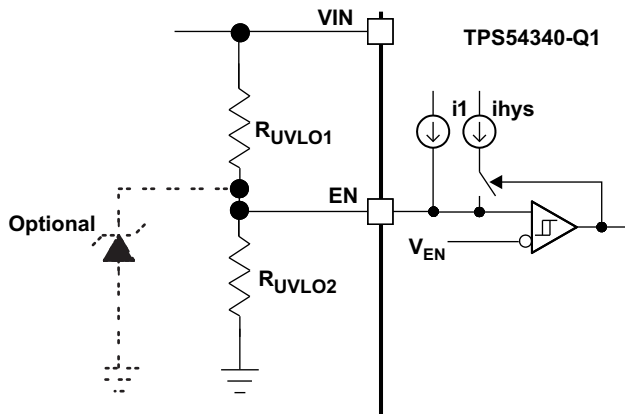 VIN
TPS54340-Q1
i1 ihys
RUVLO1
EN
Optional
VEN
RUVLO2